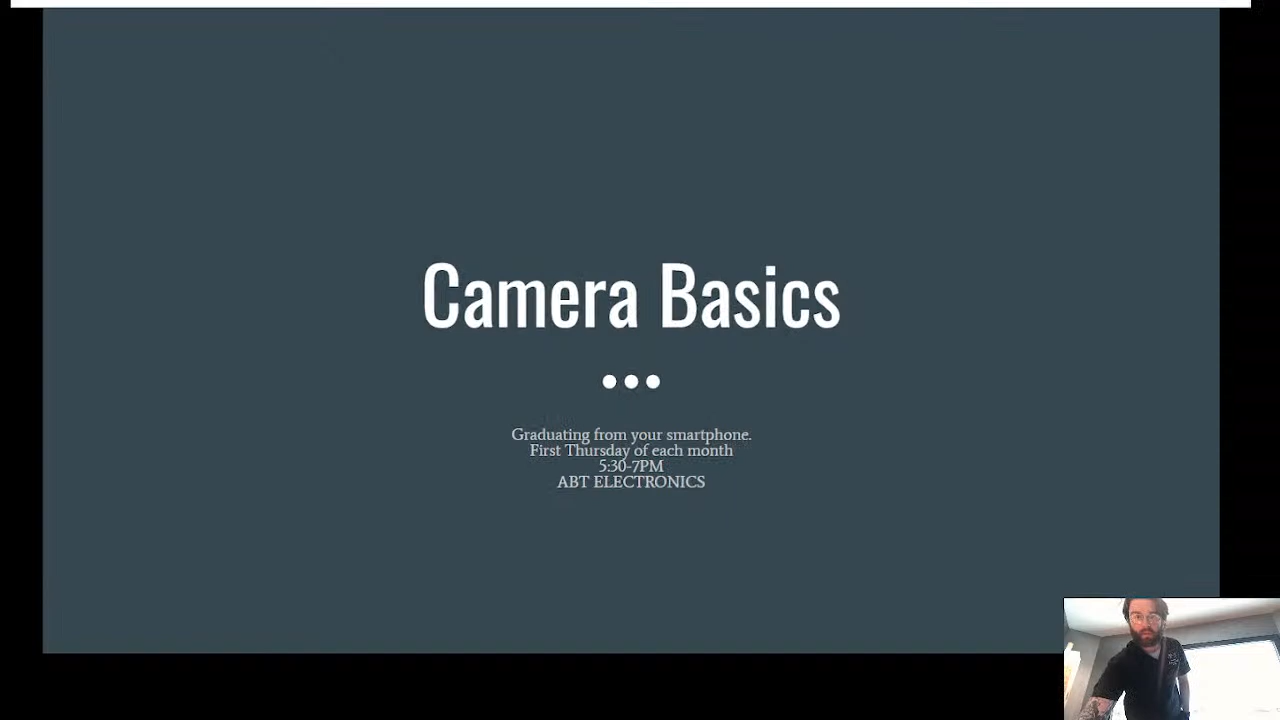 Camera Basics
Graduating from your smartphone.
First Thursday of each month
5:30-7PM
ABT ELECTRONICS